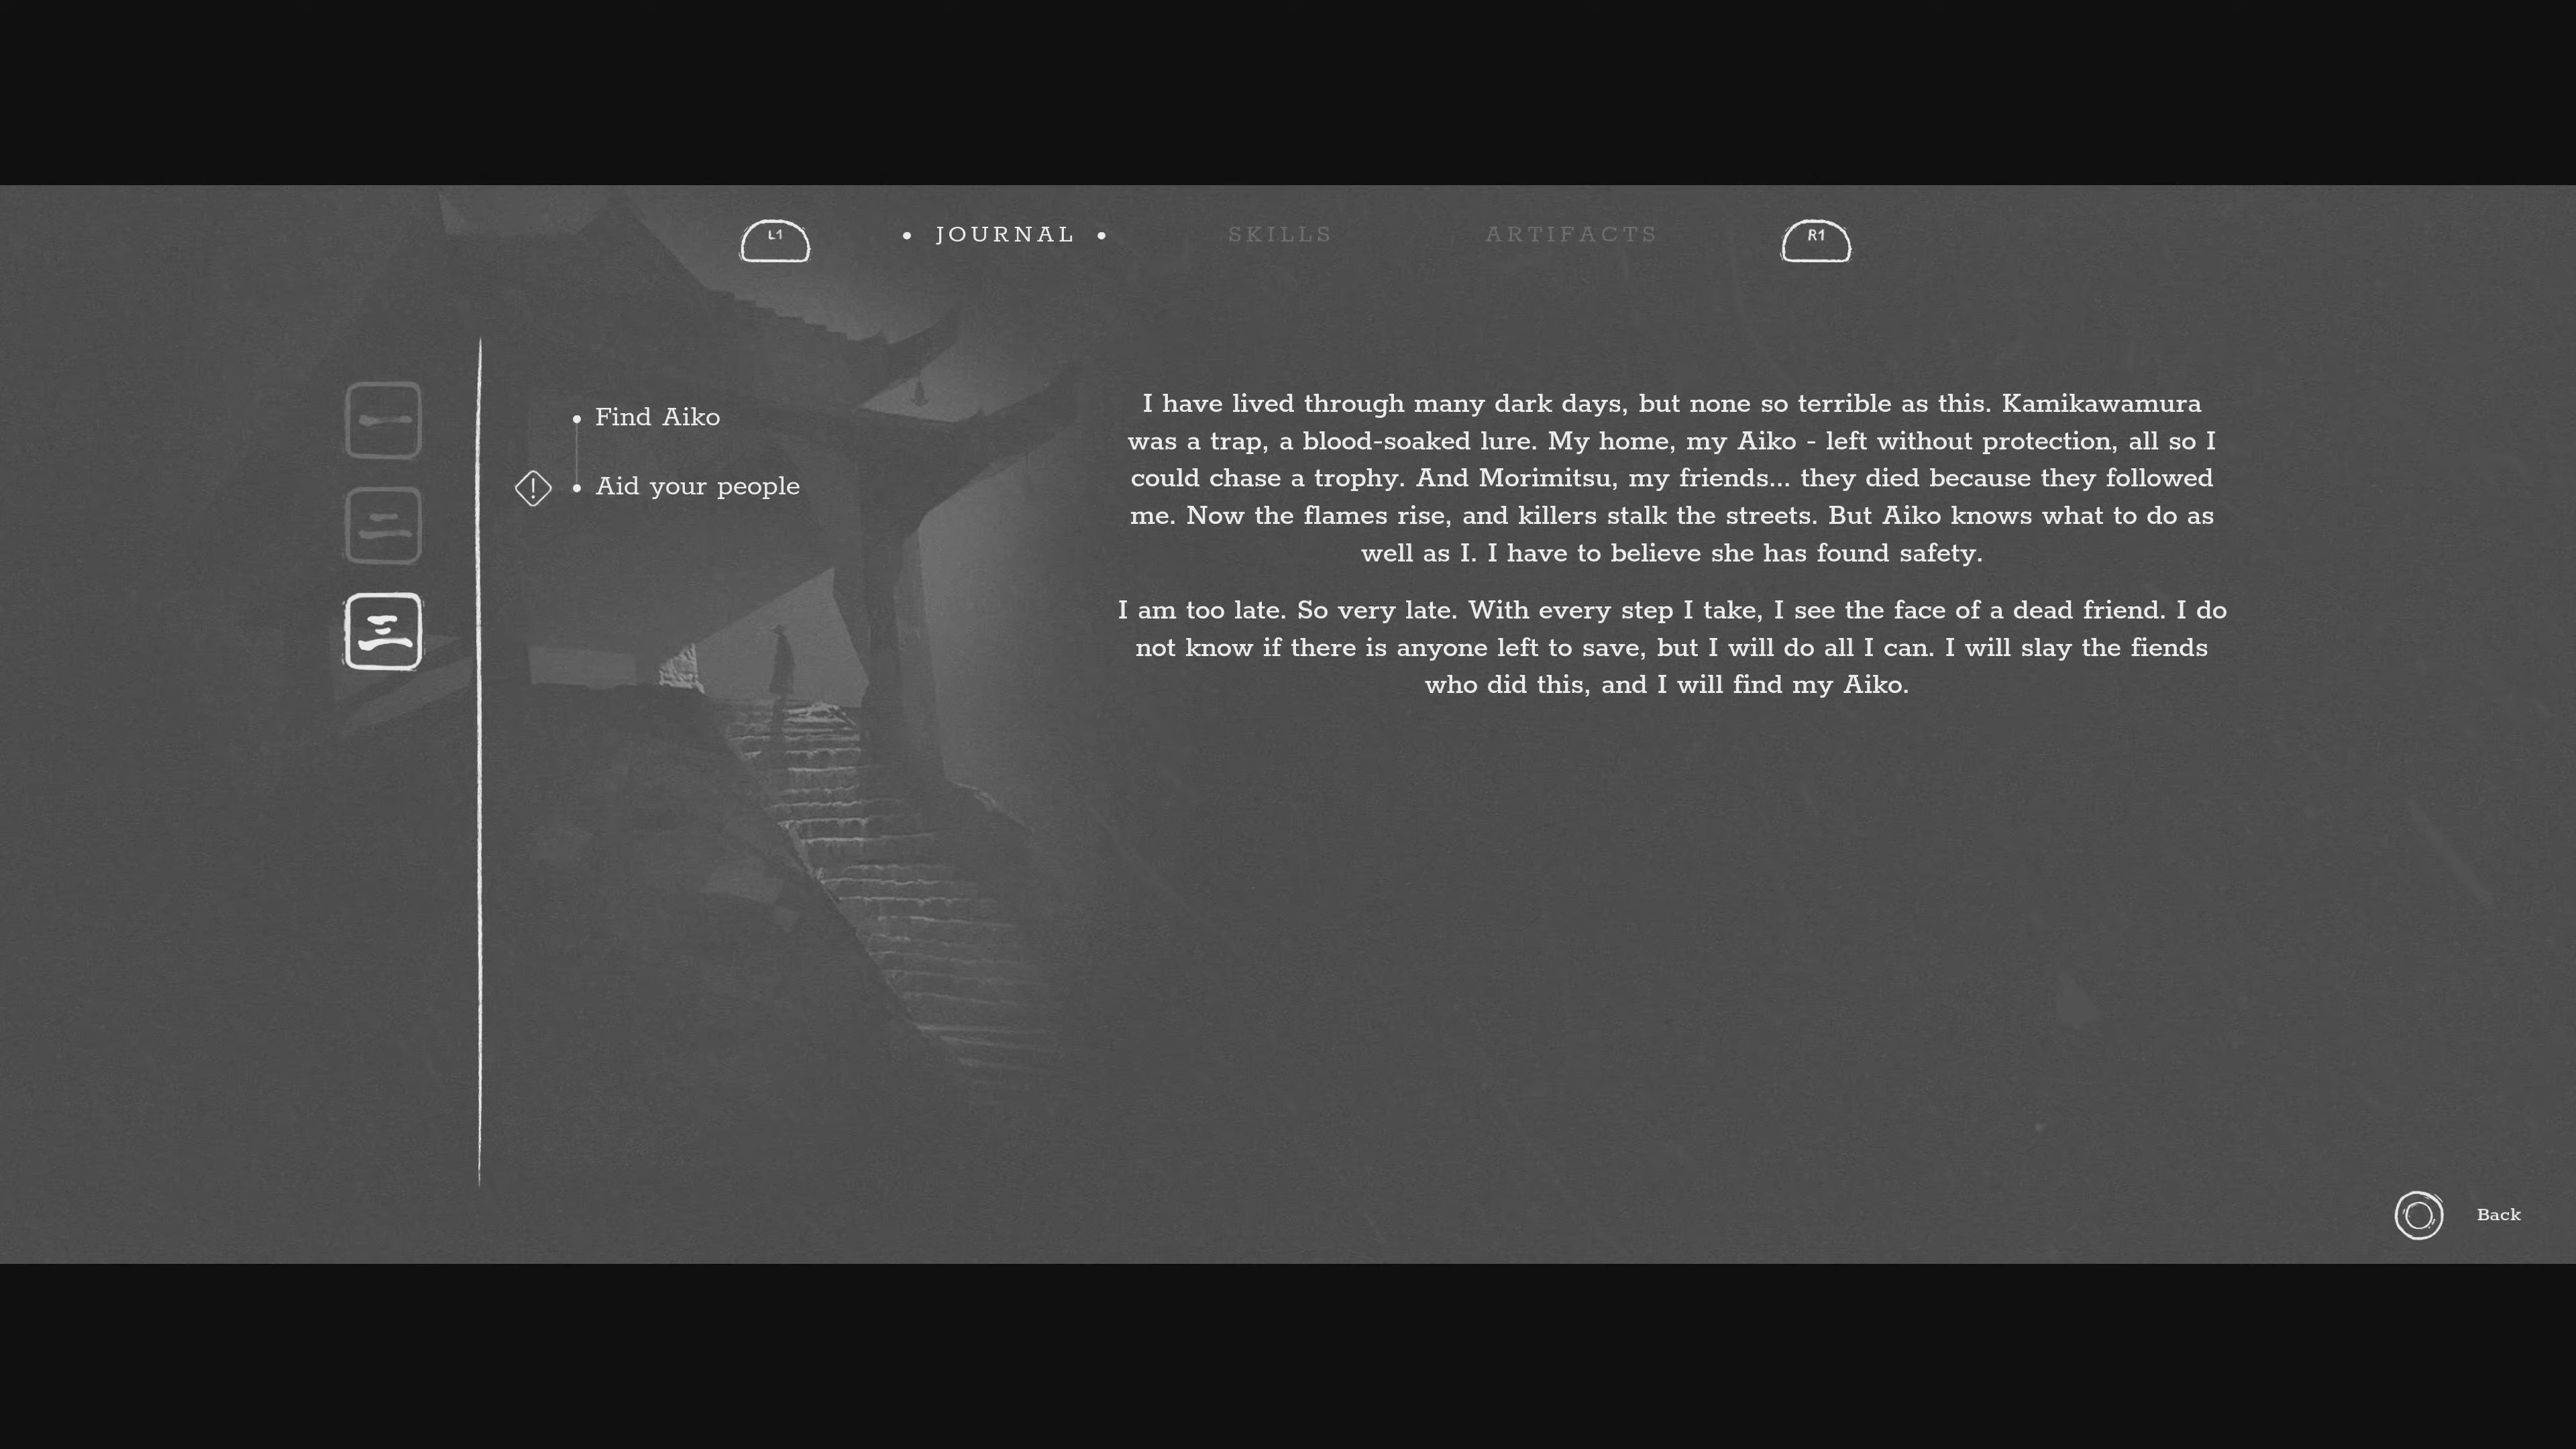 L1
JOURNAL
SKILLS
ARTIFACTS
R1
一
二
三
Find Aiko
! Aid your people
I have lived through many dark days, but none so terrible as this. Kamikawamura
was a trap, a blood-soaked lure. My home, my Aiko - left without protection, all so I
could chase a trophy. And Morimitsu, my friends... they died because they followed
me. Now the flames rise, and killers stalk the streets. But Aiko knows what to do as
well as I. I have to believe she has found safety.
I am too late. So very late. With every step I take, I see the face of a dead friend. I do
not know if there is anyone left to save, but I will do all I can. I will slay the fiends
who did this, and I will find my Aiko.
Back